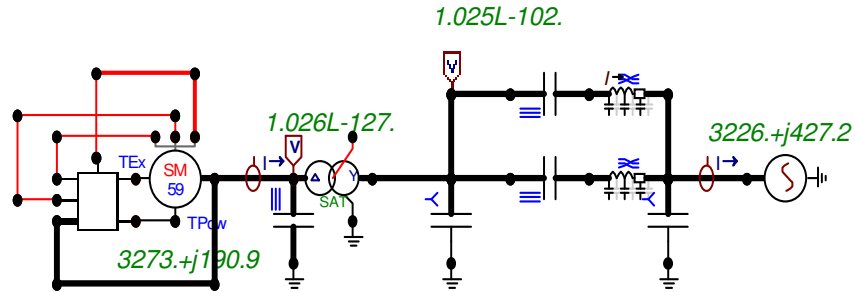 1.025L-102.
V
I
1.026L-127.
3226.+j427.2
TEx
SM
59
I
V
Δ
Y
SAT
I
TPow
3273.+j190.9